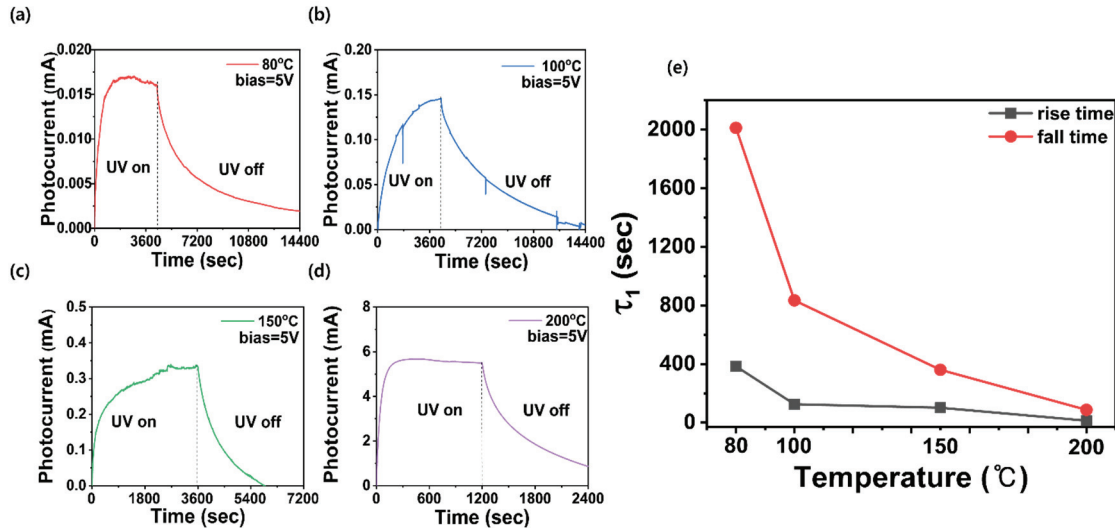 (a)
0.020
0.015
0.010
0.005
0.000
Photocurrent (mA)
80ºC
bias=5V
UV on
UV off
0 3600 7200 10800 14400
Time (sec)
(b)
0.20
0.15
0.10
0.05
0.00
Photocurrent (mA)
100ºC
bias=5V
UV on
UV off
0 3600 7200 10800 14400
Time (sec)
(c)
0.5
0.4
0.3
0.2
0.1
0.0
Photocurrent (mA)
150ºC
bias=5V
UV on
UV off
0 1800 3600 5400 7200
Time (sec)
(d)
8
6
4
2
0
Photocurrent (mA)
200ºC
bias=5V
UV on
UV off
0 600 1200 1800 2400
Time (sec)
(e)
2000
1600
1200
800
400
0
τ1 (sec)
rise time
fall time
80 100 150 200
Temperature (℃)